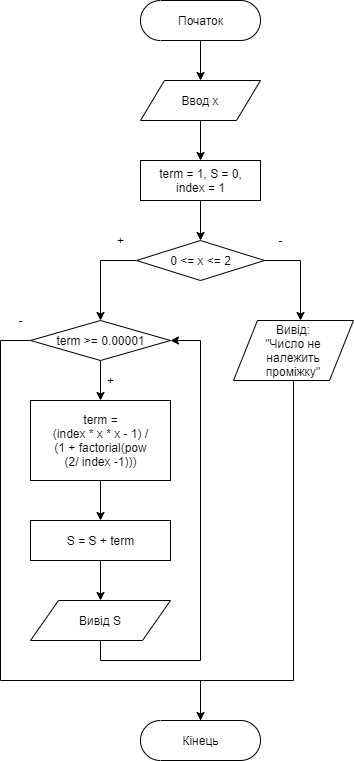 Початок
Ввод x
term = 1, S = 0,
index = 1
+
-
0 <= x <= 2
-
term >= 0.00001
Вивід:
"Число не
належить
проміжку"
+
term =
(index * x * x - 1) /
(1 + factorial(pow
(2/ index -1)))
S = S + term
Вивід S
Кінець